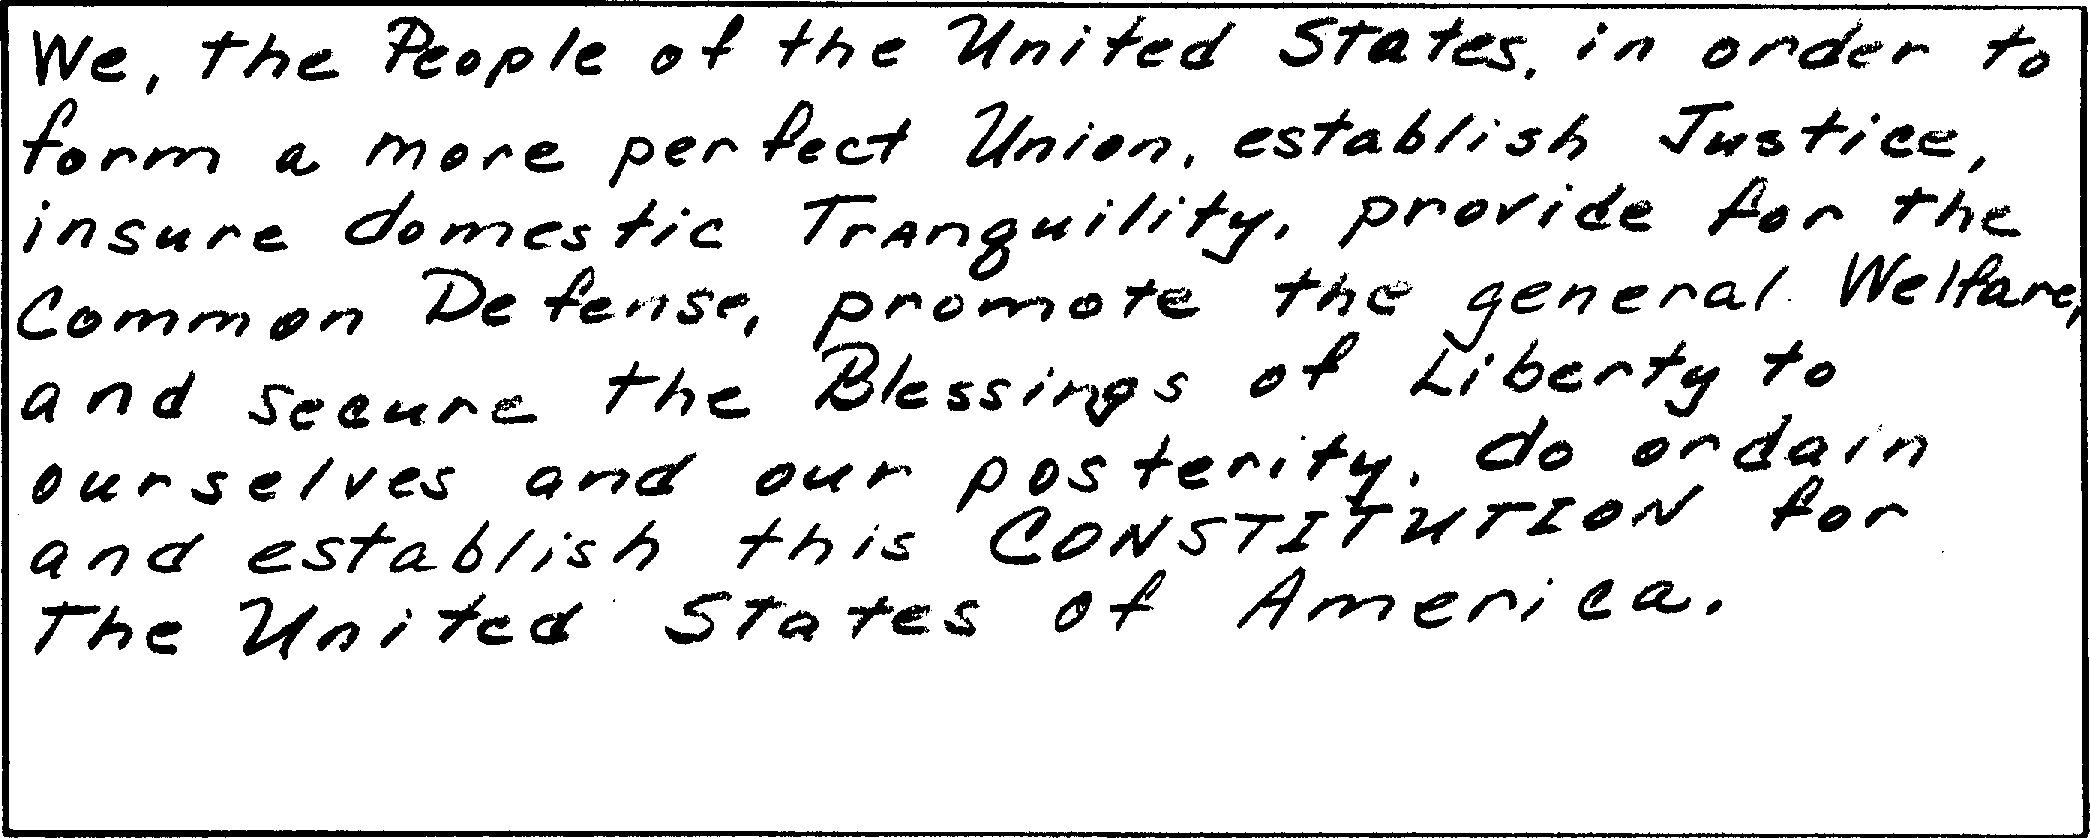 We, the People of the United States, in order to
form a more perfect Union, establish Justice,
insure domestic Tranquility, provide for the
Common Defense, promote the general Welfare,
and secure the Blessings of Liberty to
ourselves and our posterity, do ordain
and establish this CONSTITUTION for
the United States of America.